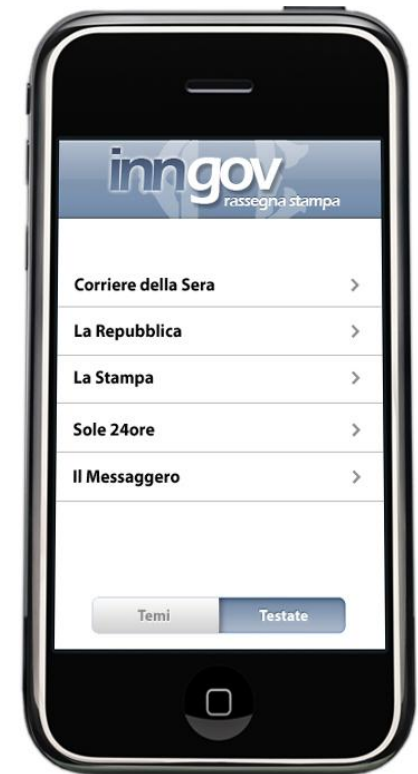 inngov
rassegna stampa
Corriere della Sera
La Repubblica
La Stampa
Sole 24ore
Il Messaggero
Temi Testate